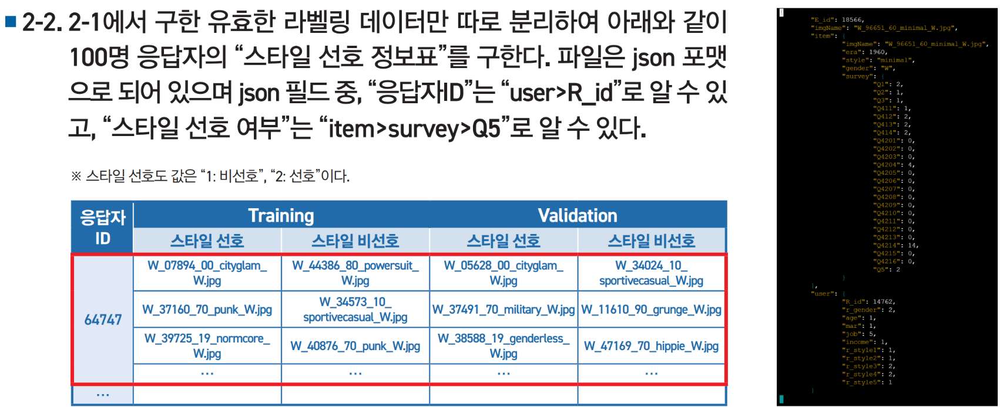 2-2. 2-1에서 구한 유효한 라벨링 데이터만 따로 분리하여 아래와 같이
100명 응답자의 “스타일 선호 정보표”를 구한다. 파일은 json 포맷
으로 되어 있으며 json 필드 중, “응답자ID”는 “user>R_id”로 알 수 있
고, “스타일 선호 여부”는 “item>survey>Q5”로 알 수 있다.
※ 스타일 선호도 값은 “1: 비선호”, “2: 선호”이다.
응답자
ID
Training
Validation
스타일 선호
스타일 비선호
스타일 선호
스타일 비선호
64747
W_07894_00_cityglam_
W.jpg
W_44386_80_powersuit_
W.jpg
W_05628_00_cityglam_
W.jpg
W_34024_10_
sportivecasual_W.jpg
W_37160_70_punk_W.jpg
W_34573_10_
sportivecasual_W.jpg
W_37491_70_military_W.jpg
W_11610_90_grunge_W.jpg
W_39725_19_normcore_
W.jpg
W_40876_70_punk_W.jpg
W_38588_19_genderless_
W.jpg
W_47169_70_hippie_W.jpg
...
...
...
...
...
{
"E_id": 18566,
"imgName": "W_96651_60_minimal_W.jpg",
"item": {
"imgName": "W_96651_60_minimal_W.jpg",
"era": 1960,
"style": "minimal",
"gender": "W",
"survey": {
"Q1": 2,
"Q2": 1,
"Q3": 1,
"Q411": 1,
"Q412": 2,
"Q413": 2,
"Q414": 2,
"Q4201": 0,
"Q4202": 0,
"Q4203": 0,
"Q4204": 4,
"Q4205": 0,
"Q4206": 0,
"Q4207": 0,
"Q4208": 0,
"Q4209": 0,
"Q4210": 0,
"Q4211": 0,
"Q4212": 0,
"Q4213": 0,
"Q4214": 14,
"Q4215": 0,
"Q4216": 0,
"Q5": 2
}
},
"user": {
"R_id": 14762,
"r_gender": 2,
"age": 1,
"mar": 1,
"job": 5,
"income": 1,
"r_style1": 1,
"r_style2": 1,
"r_style3": 2,
"r_style4": 2,
"r_style5": 1
}